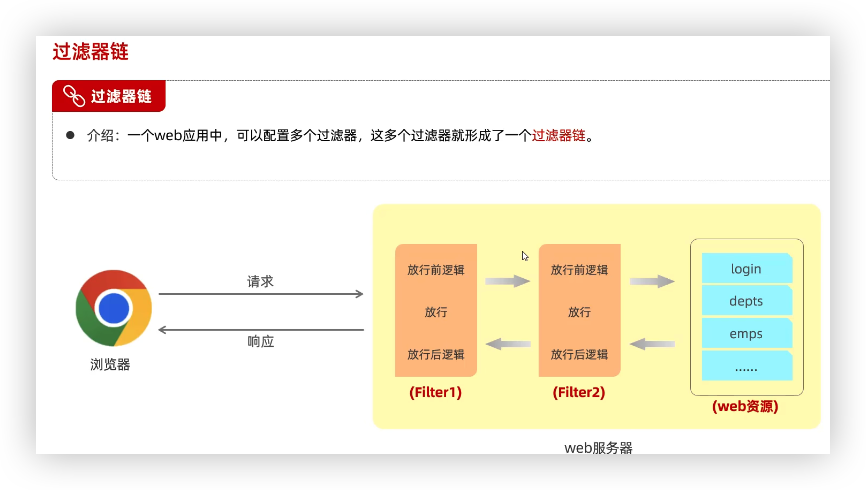 过滤器链
过滤器链
介绍：一个web应用中，可以配置多个过滤器，这多个过滤器就形成了一个过滤器链。
请求
响应
浏览器
放行前逻辑
放行
放行后逻辑
(Filter1)
放行前逻辑
放行
放行后逻辑
(Filter2)
login
depts
emps
......
(web资源)
web服务器